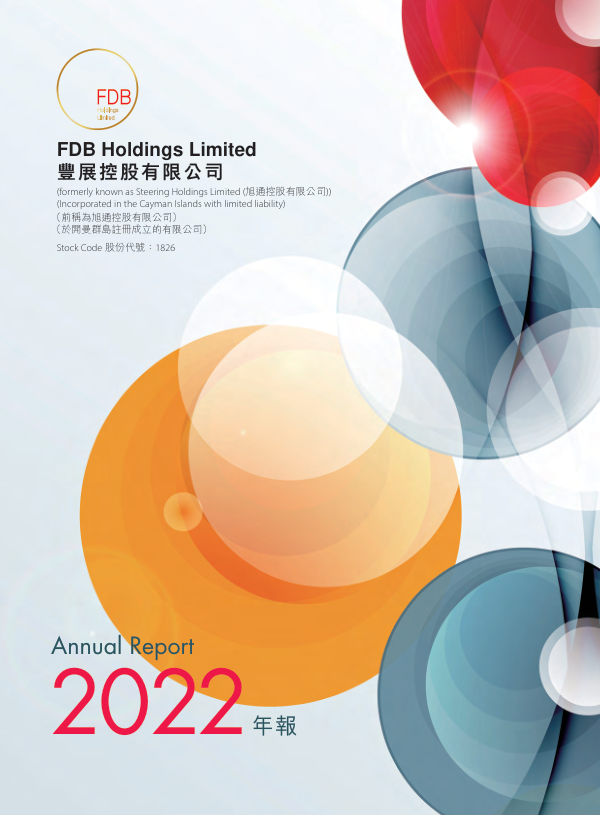 FDB
Holdings
Limited
FDB Holdings Limited
豐展控股有限公司
(formerly known as Steering Holdings Limited (旭通控股有限公司))
(Incorporated in the Cayman Islands with limited liability)
(前稱為旭通控股有限公司)
(於開曼群島註冊成立的有限公司)
Stock Code 股份代號：1826
Annual Report
2022 年報